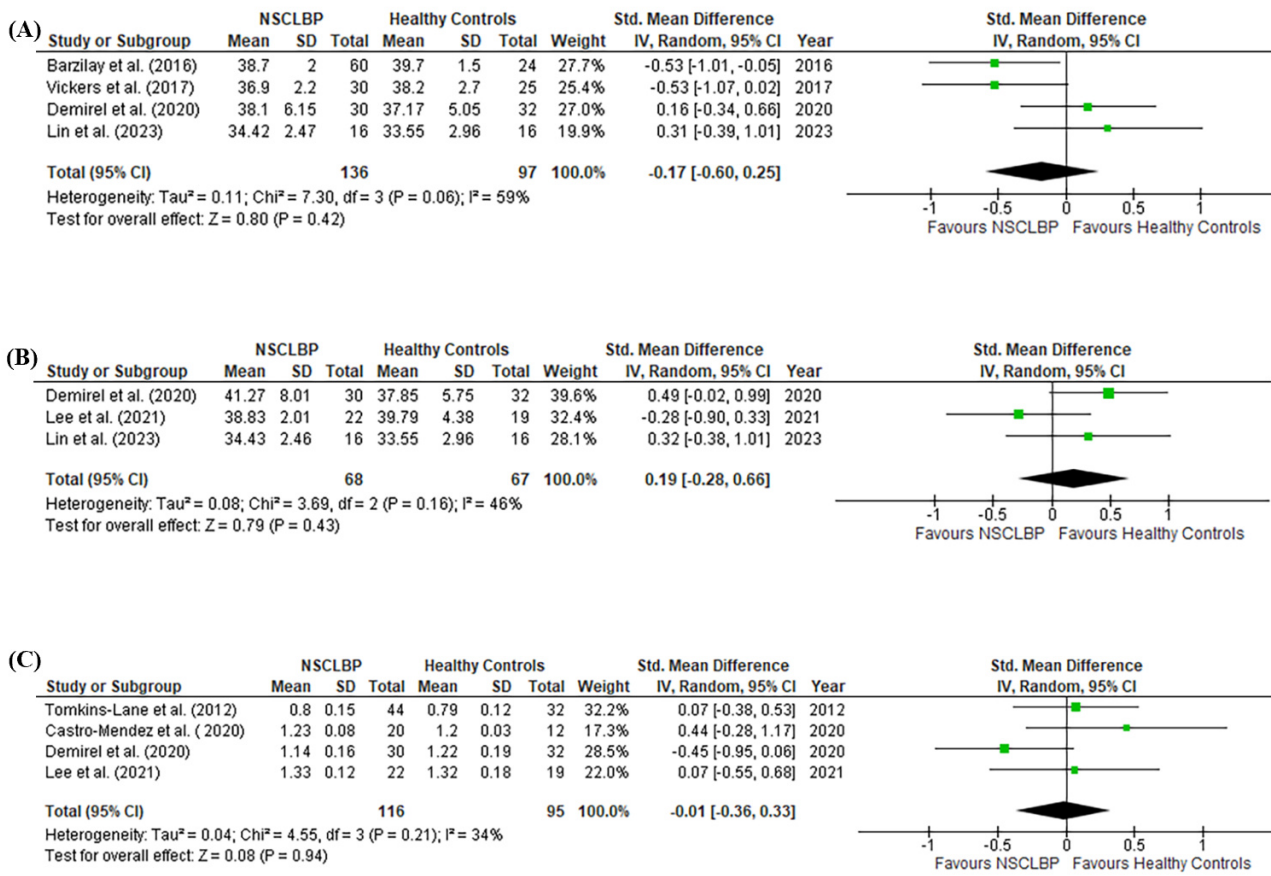 (A)
NSCLBP Healthy Controls Std. Mean Difference Std. Mean Difference
Study or Subgroup Mean SD Total Mean SD Total Weight IV, Random, 95% CI Year IV, Random, 95% CI
Barzilay et al. (2016) 38.7 2 60 39.7 1.5 24 27.7% -0.53 [-1.01, -0.05] 2016
Vickers et al. (2017) 36.9 2.2 30 38.2 2.7 25 25.4% -0.53 [-1.07, 0.02] 2017
Demirel et al. (2020) 38.1 6.15 30 37.17 5.05 32 27.0% 0.16 [-0.34, 0.66] 2020
Lin et al. (2023) 34.42 2.47 16 33.55 2.96 16 19.9% 0.31 [-0.39, 1.01] 2023
Total (95% CI) 136 97 100.0% -0.17 [-0.60, 0.25]
Heterogeneity: Tau² = 0.11; Chi² = 7.30, df = 3 (P = 0.06); I² = 59%
Test for overall effect: Z = 0.80 (P = 0.42)
-1 -0.5 0 0.5 1
Favours NSCLBP Favours Healthy Controls
(B)
NSCLBP Healthy Controls Std. Mean Difference Std. Mean Difference
Study or Subgroup Mean SD Total Mean SD Total Weight IV, Random, 95% CI Year IV, Random, 95% CI
Demirel et al. (2020) 41.27 8.01 30 37.85 5.75 32 39.6% 0.49 [-0.02, 0.99] 2020
Lee et al. (2021) 38.83 2.01 22 39.79 4.38 19 32.4% -0.28 [-0.90, 0.33] 2021
Lin et al. (2023) 34.43 2.46 16 33.55 2.96 16 28.1% 0.32 [-0.38, 1.01] 2023
Total (95% CI) 68 67 100.0% 0.19 [-0.28, 0.66]
Heterogeneity: Tau² = 0.08; Chi² = 3.69, df = 2 (P = 0.16); I² = 46%
Test for overall effect: Z = 0.79 (P = 0.43)
-1 -0.5 0 0.5 1
Favours NSCLBP Favours Healthy Controls
(C)
NSCLBP Healthy Controls Std. Mean Difference Std. Mean Difference
Study or Subgroup Mean SD Total Mean SD Total Weight IV, Random, 95% CI Year IV, Random, 95% CI
Tomkins-Lane et al. (2012) 0.8 0.15 44 0.79 0.12 32 32.2% 0.07 [-0.38, 0.53] 2012
Castro-Mendez et al. ( 2020) 1.23 0.08 20 1.2 0.03 12 17.3% 0.44 [-0.28, 1.17] 2020
Demirel et al. (2020) 1.14 0.16 30 1.22 0.19 32 28.5% -0.45 [-0.95, 0.06] 2020
Lee et al. (2021) 1.33 0.12 22 1.32 0.18 19 22.0% 0.07 [-0.55, 0.68] 2021
Total (95% CI) 116 95 100.0% -0.01 [-0.36, 0.33]
Heterogeneity: Tau² = 0.04; Chi² = 4.55, df = 3 (P = 0.21); I² = 34%
Test for overall effect: Z = 0.08 (P = 0.94)
-1 -0.5 0 0.5 1
Favours NSCLBP Favours Healthy Controls